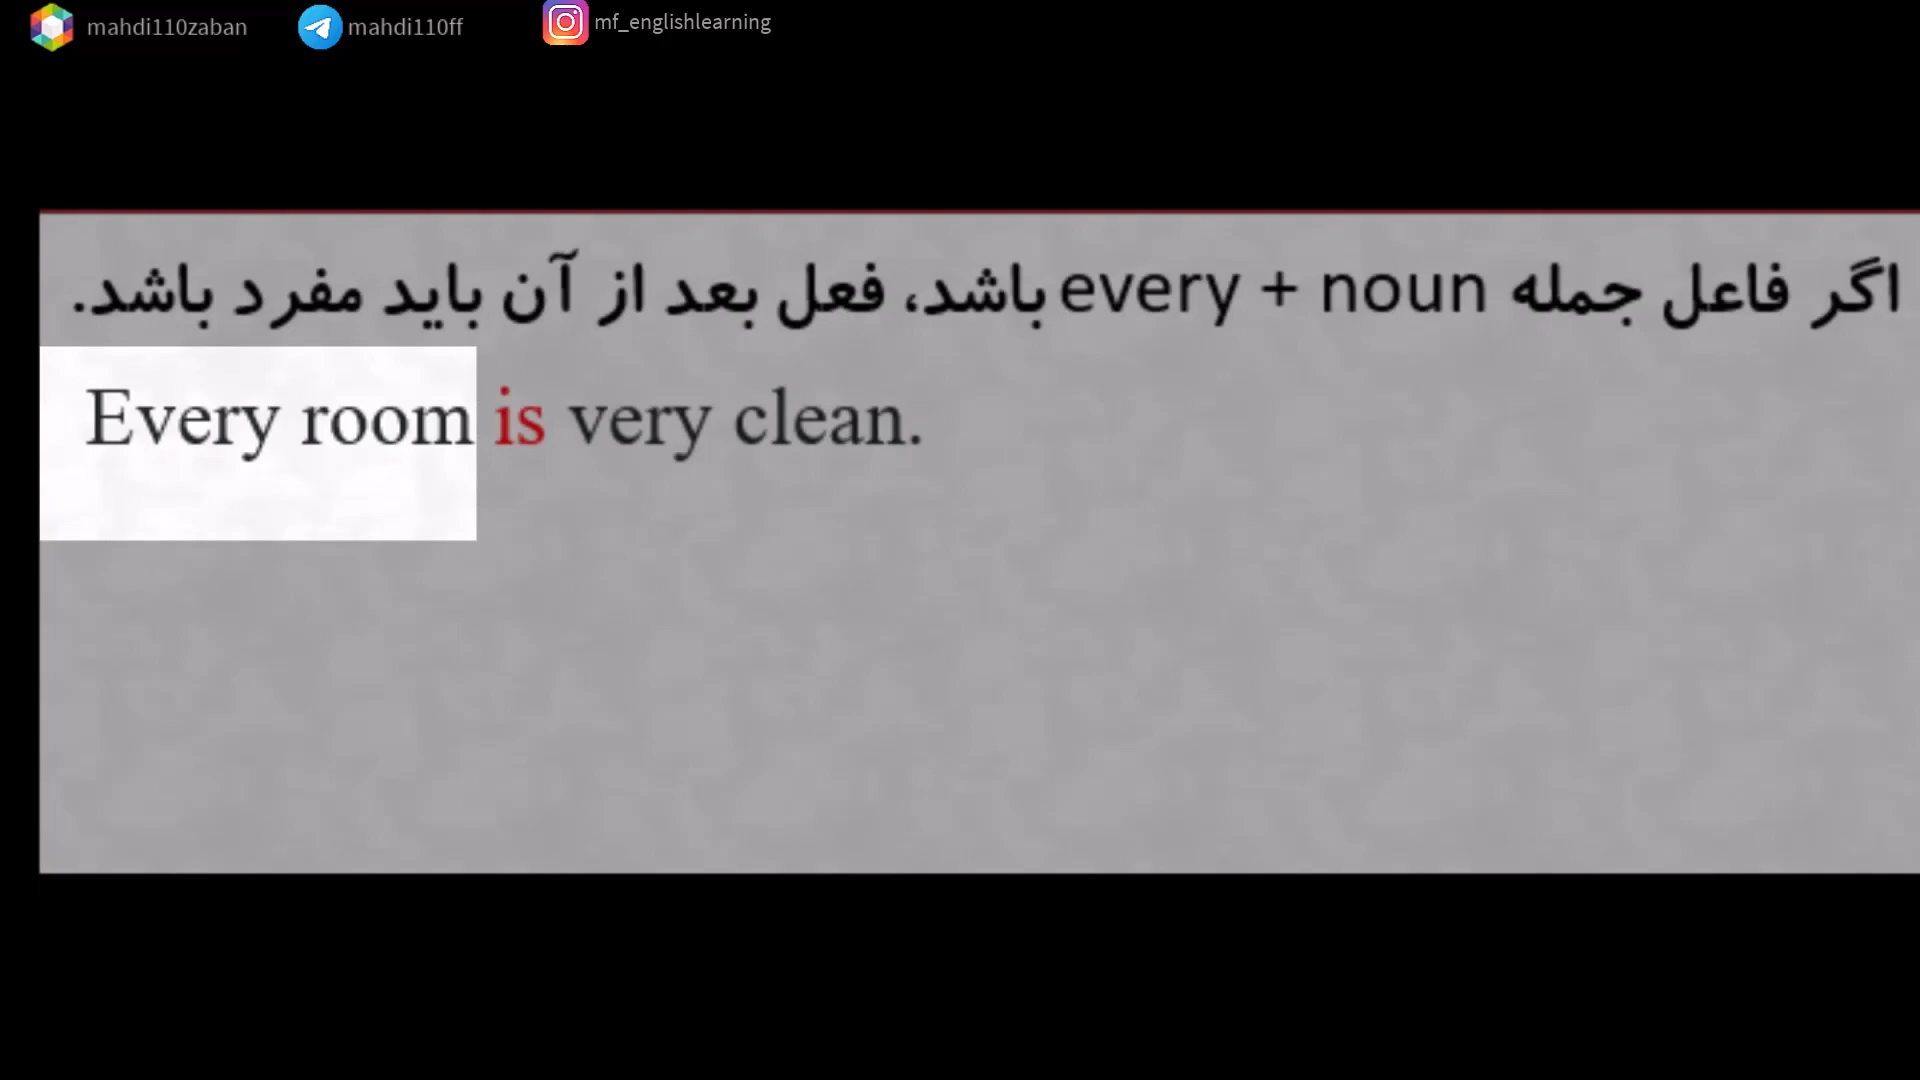 mahdi110zaban mahdi110ff mf_englishlearning
اگر فاعل جمله every + noun باشد، فعل بعد از آن باید مفرد باشد.
Every room is very clean.